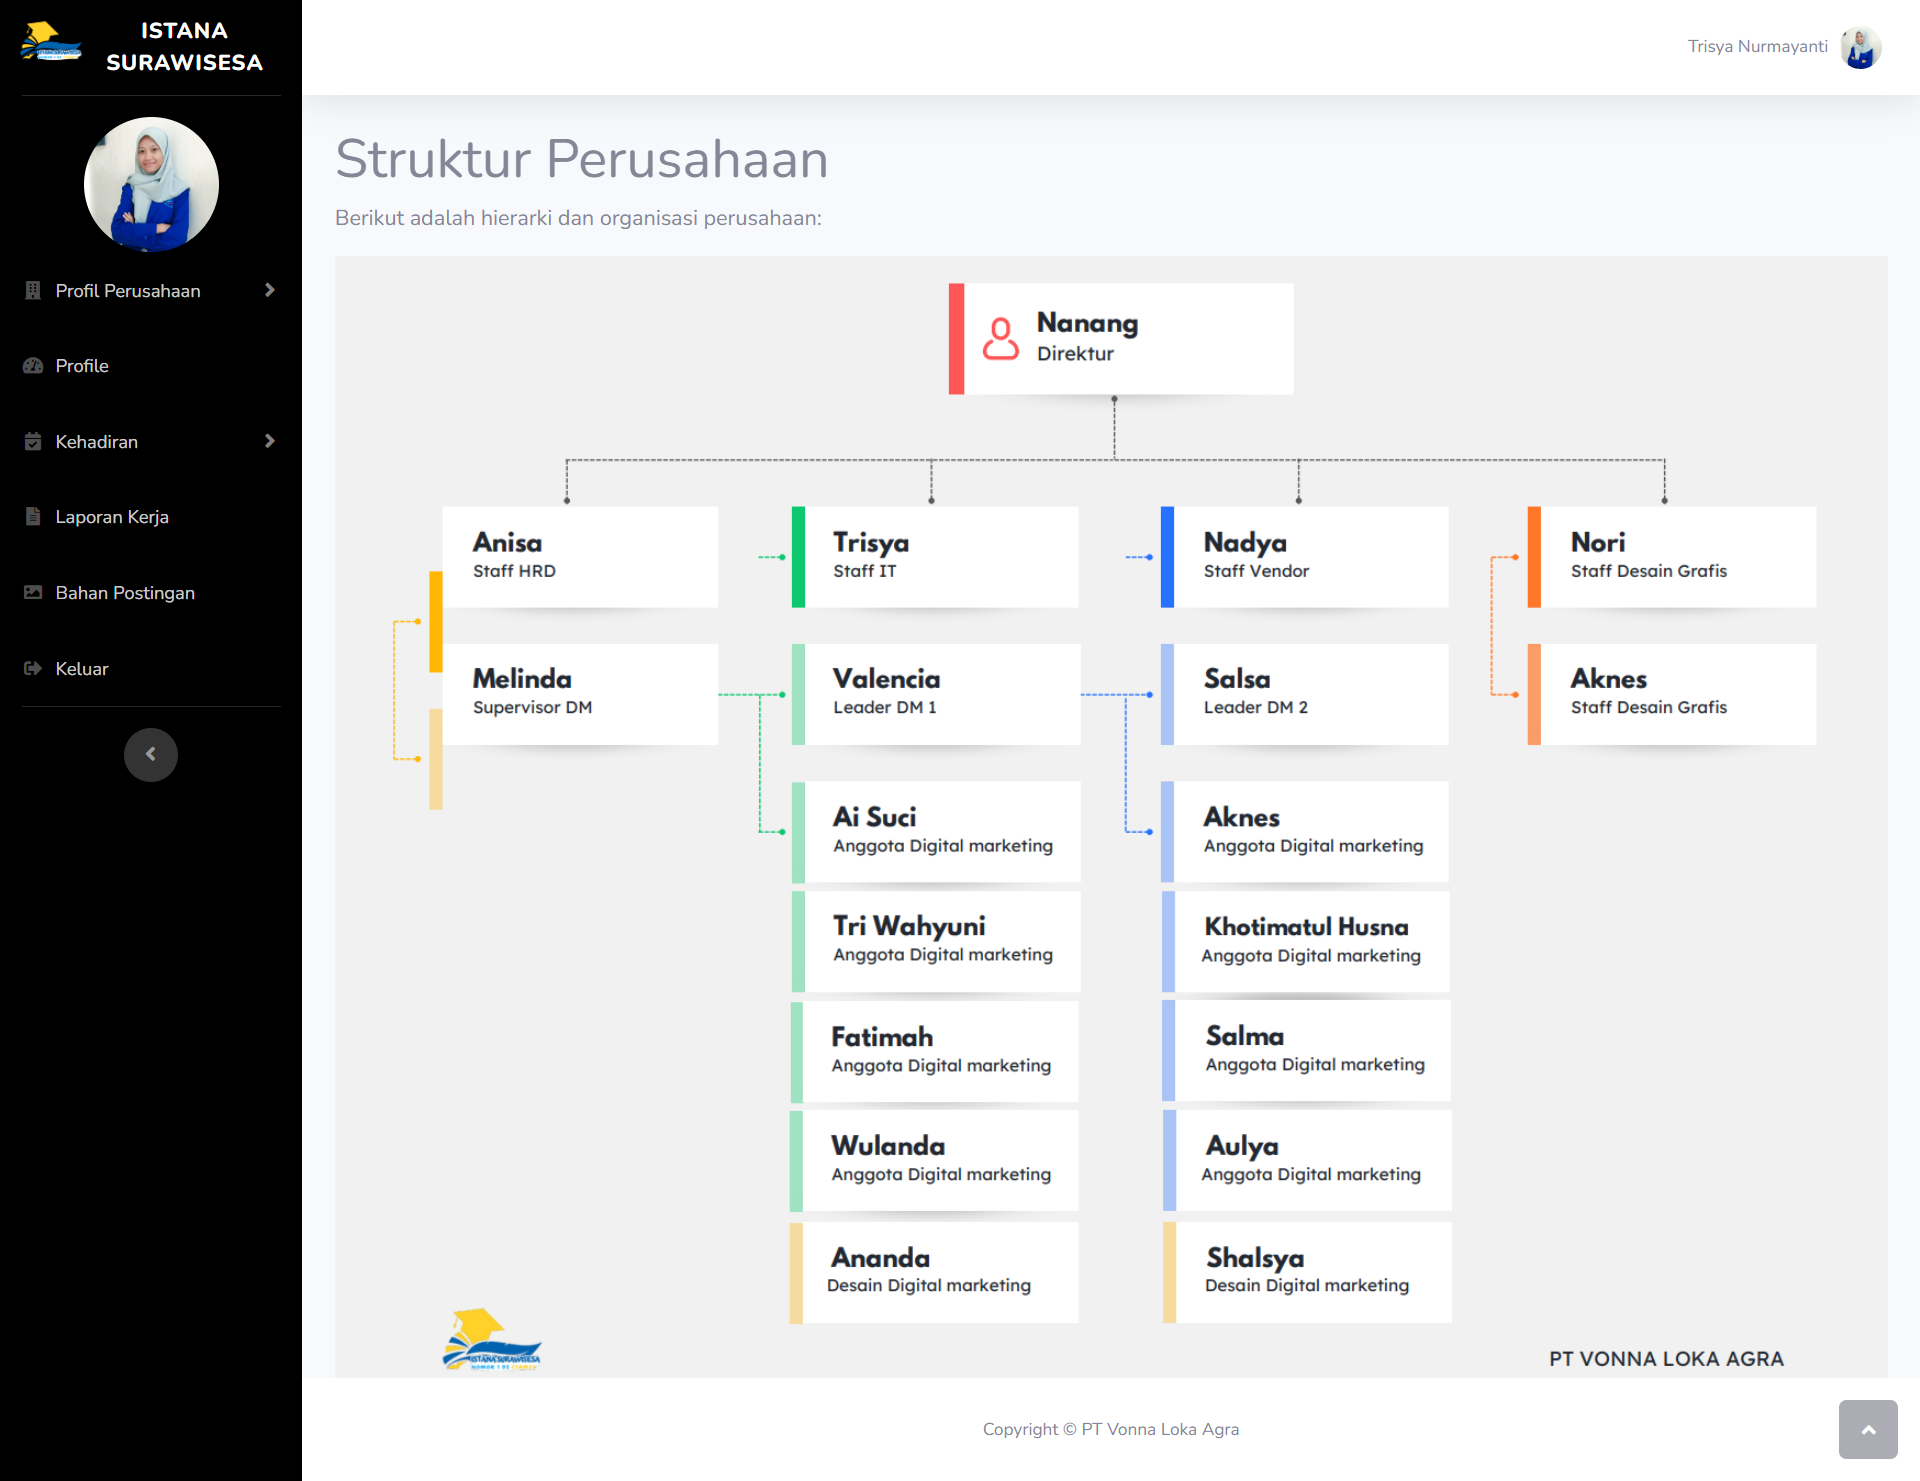 ISTANA
SURAWISESA
Trisya Nurmayanti
Profil Perusahaan
Profile
Kehadiran
Laporan Kerja
Bahan Postingan
Keluar
Struktur Perusahaan
Berikut adalah hierarki dan organisasi perusahaan:
Nanang
Direktur
Anisa
Staff HRD
Trisya
Staff IT
Nadya
Staff Vendor
Nori
Staff Desain Grafis
Melinda
Supervisor DM
Valencia
Leader DM 1
Salsa
Leader DM 2
Aknes
Staff Desain Grafis
Ai Suci
Anggota Digital marketing
Aknes
Anggota Digital marketing
Tri Wahyuni
Anggota Digital marketing
Khotimatul Husna
Anggota Digital marketing
Fatimah
Anggota Digital marketing
Salma
Anggota Digital marketing
Wulanda
Anggota Digital marketing
Aulya
Anggota Digital marketing
Ananda
Desain Digital marketing
Shalsya
Desain Digital marketing
ISTANA SURAWISESA
PT VONNA LOKA AGRA
Copyright © PT Vonna Loka Agra